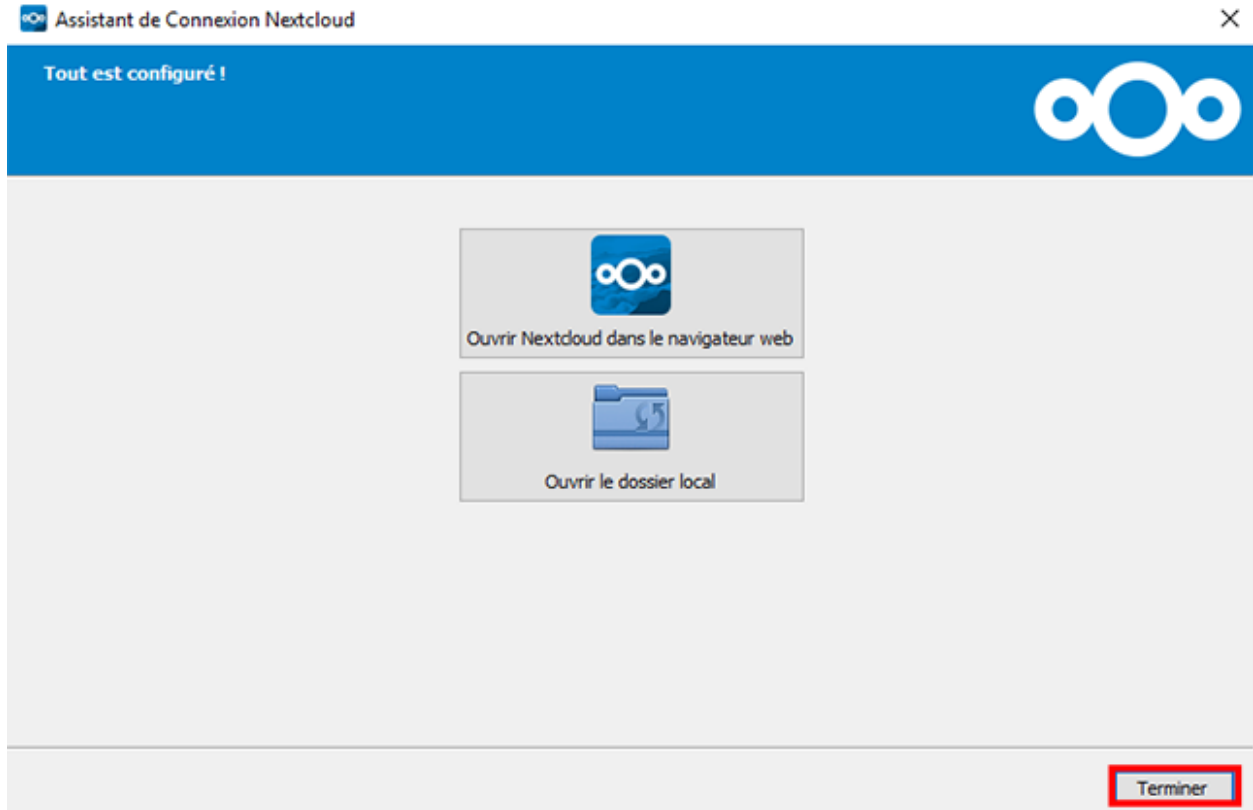 Assistant de Connexion Nextcloud
Tout est configuré !
Ouvrir Nextcloud dans le navigateur web
Ouvrir le dossier local
Terminer